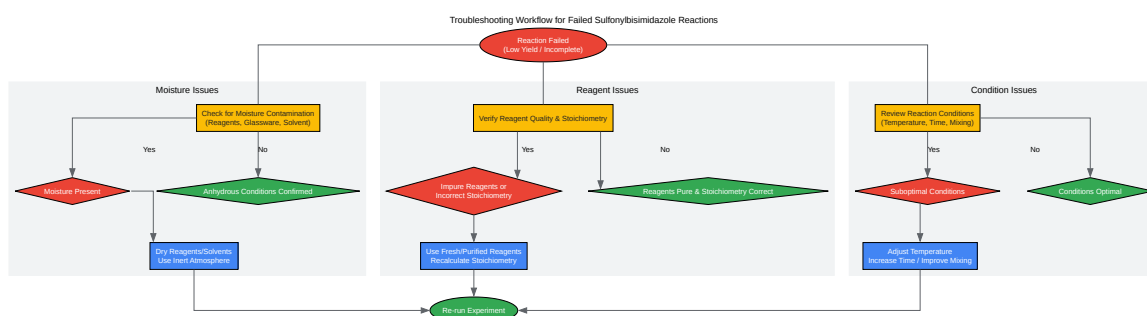 Troubleshooting Workflow for Failed Sulfonylbisimidazole Reactions
Reaction Failed
(Low Yield / Incomplete)
Moisture Issues
Check for Moisture Contamination
(Reagents, Glassware, Solvent)
Yes
No
Moisture Present
Anhydrous Conditions Confirmed
Dry Reagents/Solvents
Use Inert Atmosphere
Reagent Issues
Verify Reagent Quality & Stoichiometry
Yes
No
Impure Reagents or
Incorrect Stoichiometry
Reagents Pure & Stoichiometry Correct
Use Fresh/Purified Reagents
Recalculate Stoichiometry
Condition Issues
Review Reaction Conditions
(Temperature, Time, Mixing)
Yes
No
Suboptimal Conditions
Conditions Optimal
Adjust Temperature
Increase Time / Improve Mixing
Re-run Experiment